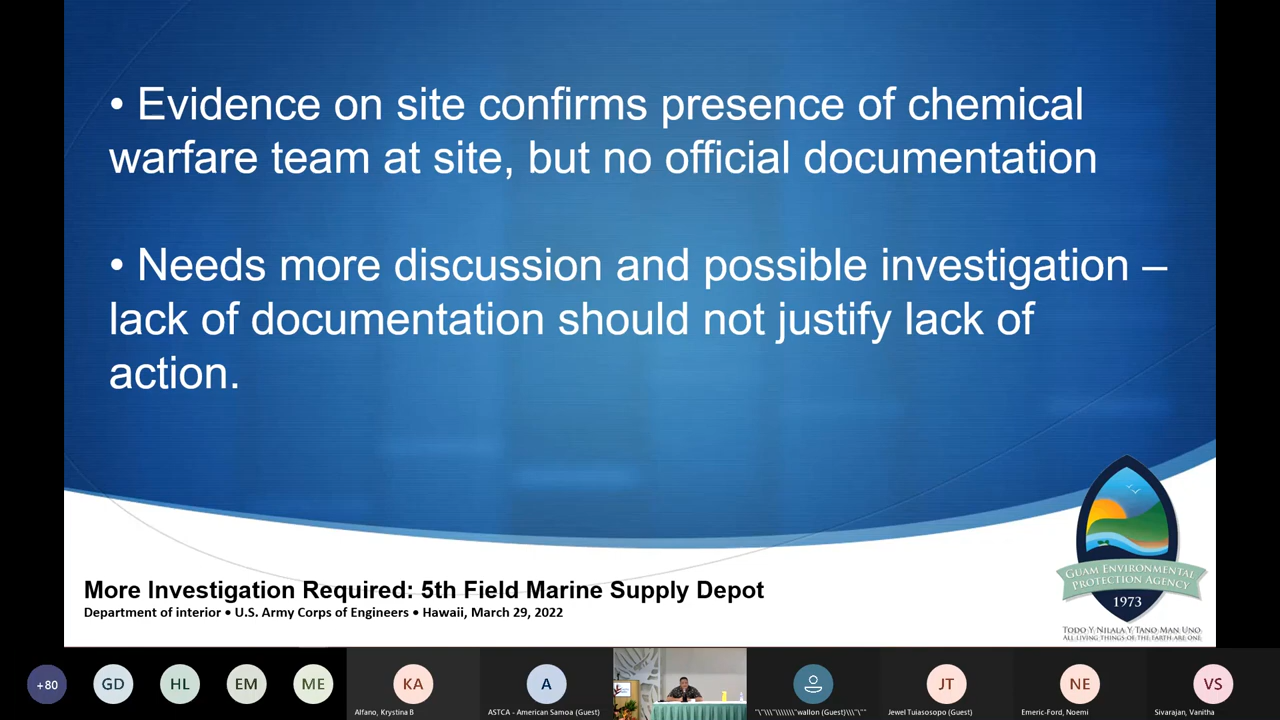 • Evidence on site confirms presence of chemical
warfare team at site, but no official documentation
• Needs more discussion and possible investigation –
lack of documentation should not justify lack of
action.
GUAM ENVIRONMENTAL
PROTECTION AGENCY
1973
TODO Y NILALA Y TANO MAN UNO
ALL LIVING THINGS OF THE EARTH ARE ONE
More Investigation Required: 5th Field Marine Supply Depot
Department of interior • U.S. Army Corps of Engineers • Hawaii, March 29, 2022
+80
GD
HL
EM
ME
KA
A
JT
NE
VS
Alfano, Krystina B
ASTCA - American Samoa (Guest)
wallon (Guest)
Jewel Tuiasosopo (Guest)
Emeric-Ford, Noemi
Sivarajan, Vanitha